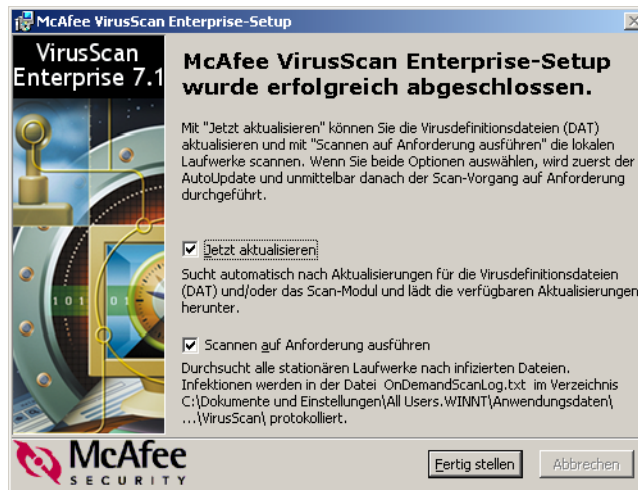 McAfee VirusScan Enterprise-Setup
VirusScan
Enterprise 7.1
McAfee VirusScan Enterprise-Setup
wurde erfolgreich abgeschlossen.
Mit "Jetzt aktualisieren" können Sie die Virusdefinitionsdateien (DAT)
aktualisieren und mit "Scannen auf Anforderung ausführen" die lokalen
Laufwerke scannen. Wenn Sie beide Optionen auswählen, wird zuerst der
AutoUpdate und unmittelbar danach der Scan-Vorgang auf Anforderung
durchgeführt.
Jetzt aktualisieren
Sucht automatisch nach Aktualisierungen für die Virusdefinitionsdateien
(DAT) und/oder das Scan-Modul und lädt die verfügbaren Aktualisierungen
herunter.
Scannen auf Anforderung ausführen
Durchsucht alle stationären Laufwerke nach infizierten Dateien.
Infektionen werden in der Datei OnDemandScanLog.txt im Verzeichnis
C:\Dokumente und Einstellungen\All Users.WINNT\Anwendungsdaten\
...\VirusScan\ protokolliert.
1 0 1 0 1
McAfee
SECURITY
Fertig stellen
Abbrechen